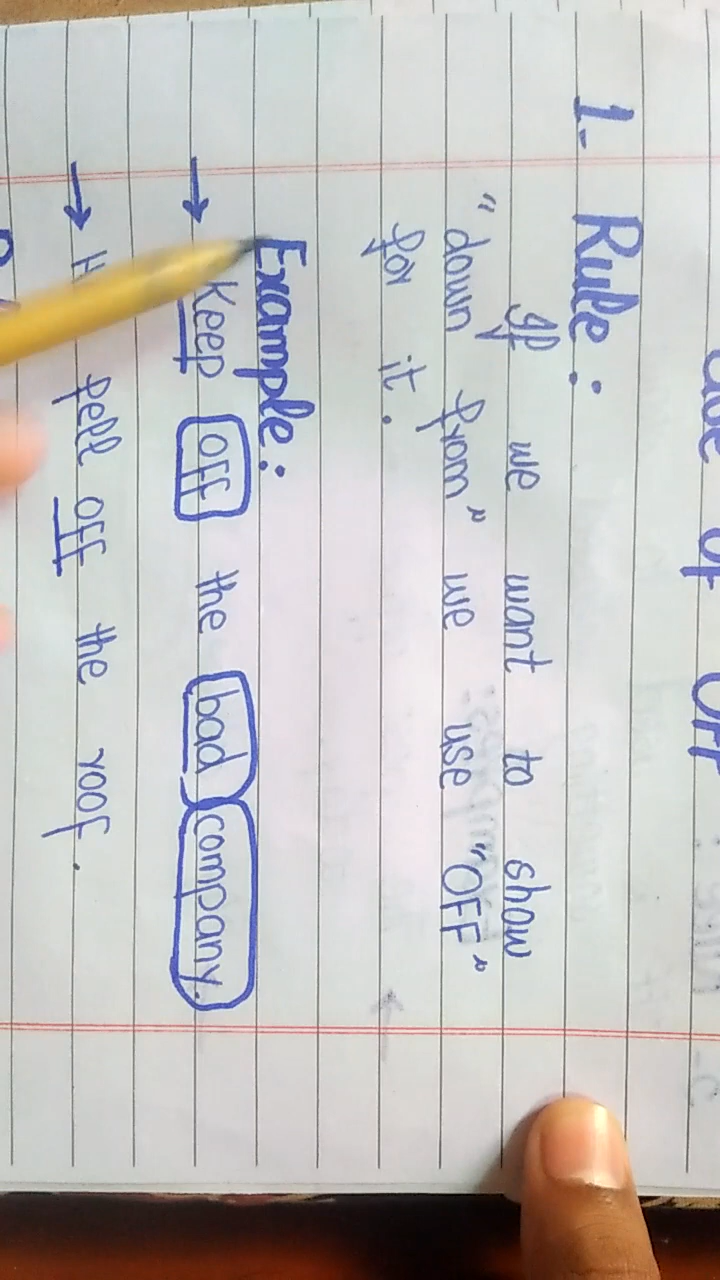 Use of OFF
1. Rule:
If we want to show
"down from" we use "OFF"
for it.
Example:
→ Keep OFF the bad company.
→ fell OFF the roof.